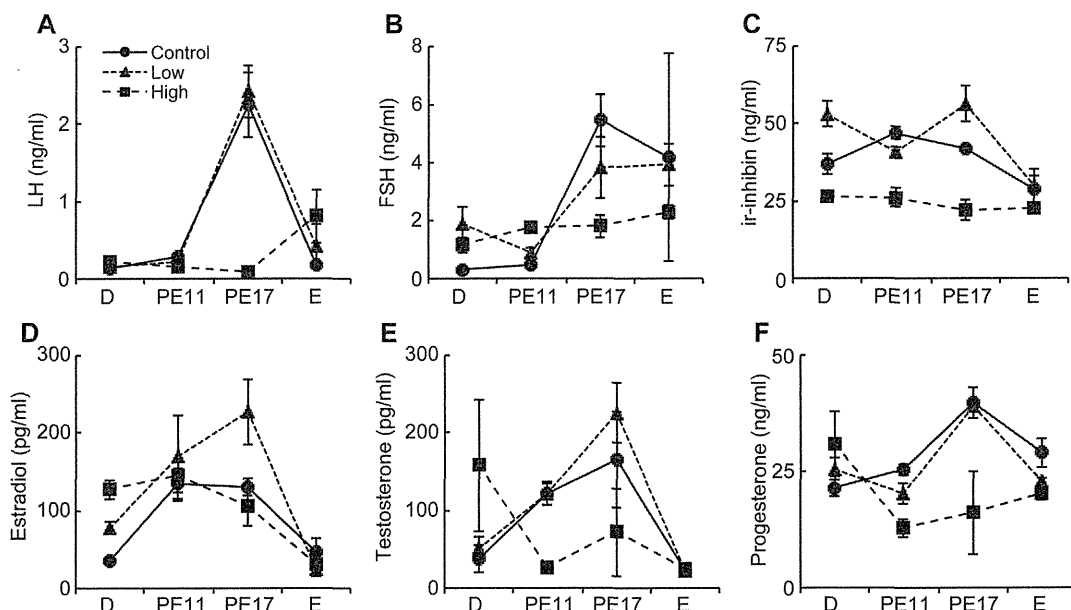 A
LH (ng/ml)
3
2
1
0
Control
Low
High
D PE11 PE17 E
B
FSH (ng/ml)
8
6
4
2
0
D PE11 PE17 E
C
ir-inhibin (ng/ml)
75
50
25
0
D PE11 PE17 E
D
Estradiol (pg/ml)
300
200
100
0
D PE11 PE17 E
E
Testosterone (pg/ml)
300
200
100
0
D PE11 PE17 E
F
Progesterone (ng/ml)
50
25
0
D PE11 PE17 E